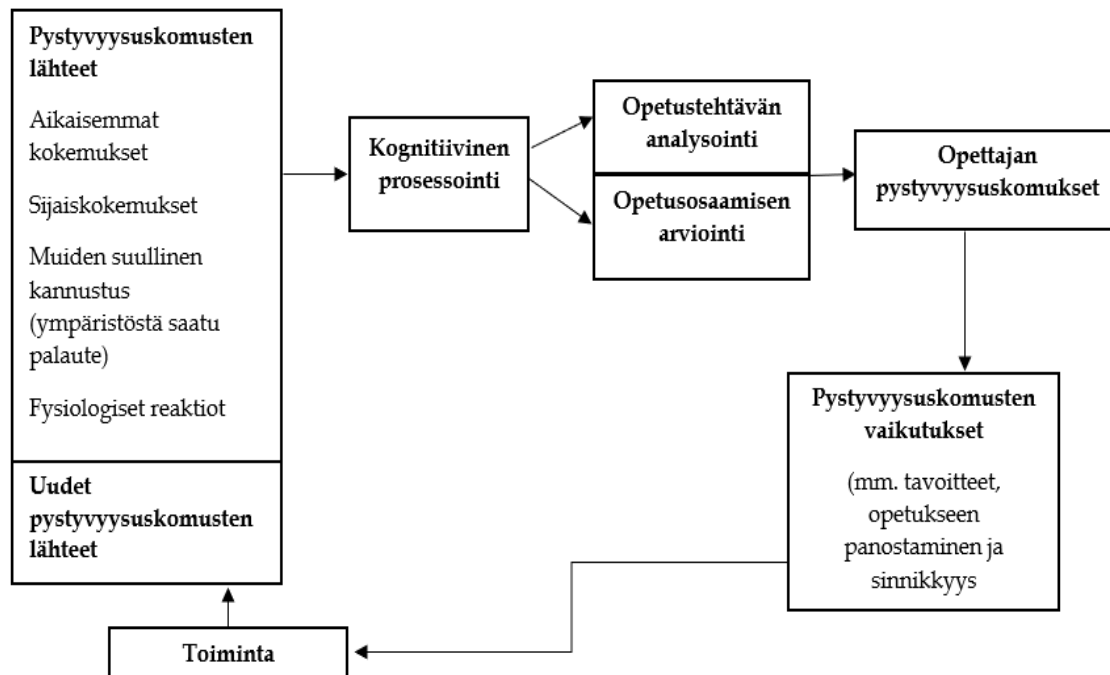 Pystyvyysuskomusten
lähteet
Aikaisemmat
kokemukset
Sijaiskokemukset
Muiden suullinen
kannustus
(ympäristöstä saatu
palaute)
Fysiologiset reaktiot
Uudet
pystyvyysuskomusten
lähteet
Kognitiivinen
prosessointi
Opetustehtävän
analysointi
Opetusosaamisen
arviointi
Opettajan
pystyvyysuskomukset
Pystyvyysuskomusten
vaikutukset
(mm. tavoitteet,
opetukseen
panostaminen ja
sinnikkyys
Toiminta